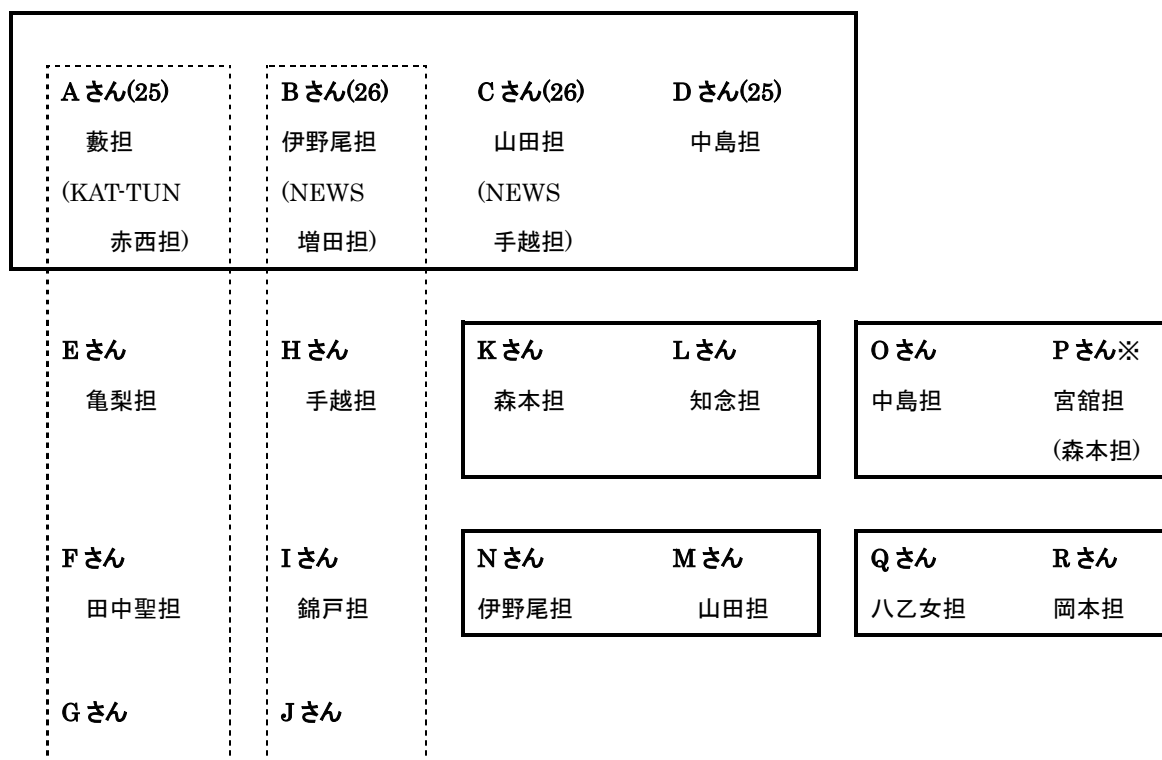 Aさん(25) Bさん(26) Cさん(26) Dさん(25)
藪担 伊野尾担 山田担 中島担
(KAT-TUN (NEWS (NEWS
赤西担) 増田担) 手越担)
Eさん Hさん Kさん Lさん Oさん Pさん※
亀梨担 手越担 森本担 知念担 中島担 宮舘担
(森本担)
Fさん Iさん Nさん Mさん Qさん Rさん
田中聖担 錦戸担 伊野尾担 山田担 八乙女担 岡本担
Gさん Jさん